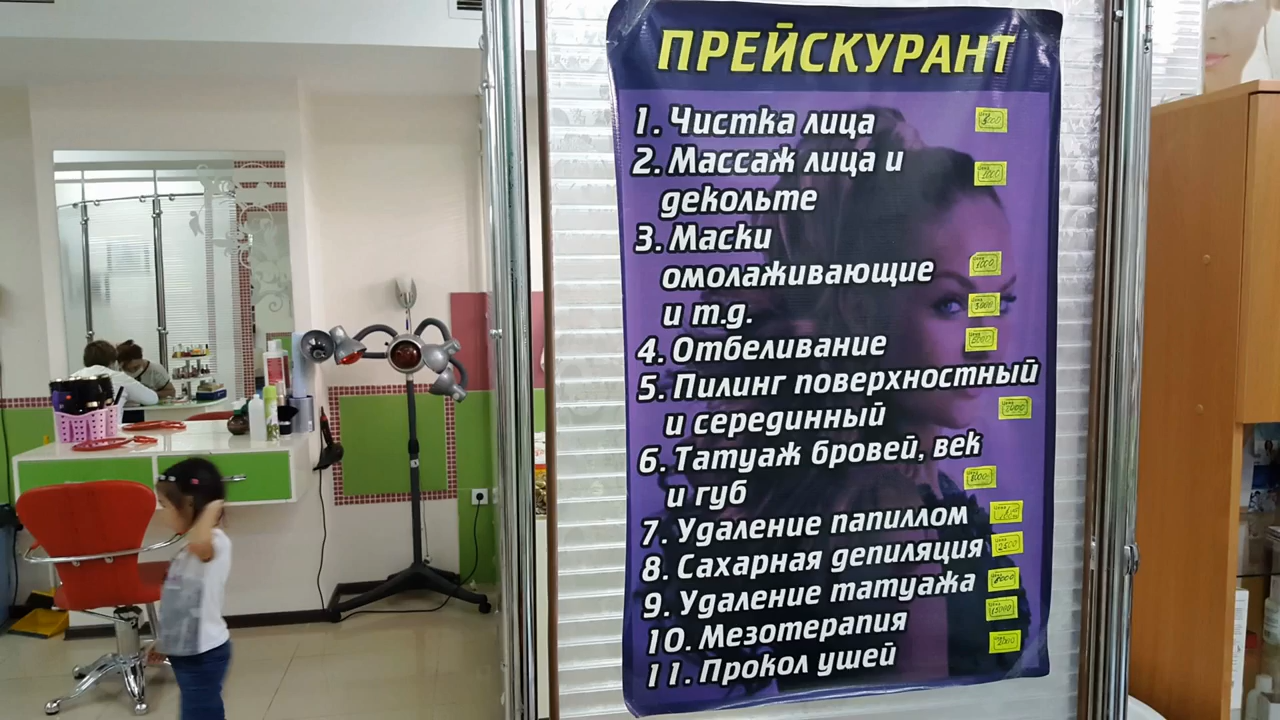 ПРЕЙСКУРАНТ
1. Чистка лица
2. Массаж лица и
декольте
3. Маски
омолаживающие
и т.д.
4. Отбеливание
5. Пилинг поверхностный
и серединный
6. Татуаж бровей, век
и губ
7. Удаление папиллом
8. Сахарная депиляция
9. Удаление татуажа
10. Мезотерапия
11. Прокол ушей